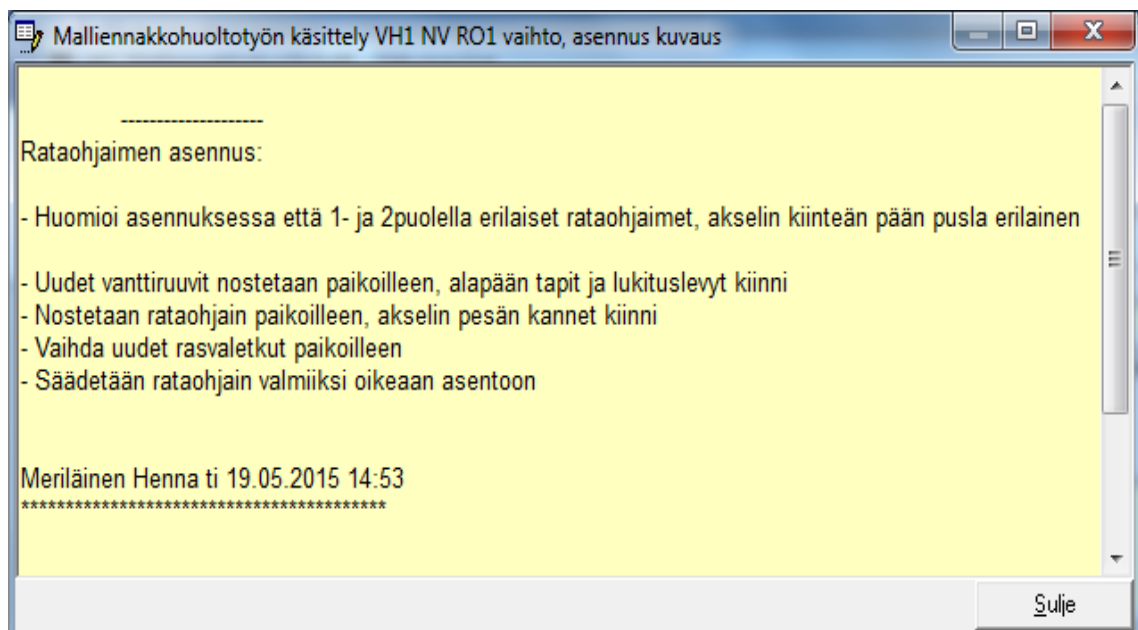 Malliennakkohuoltotyön käsittely VH1 NV RO1 vaihto, asennus kuvaus
--------------------
Rataohjaimen asennus:
- Huomioi asennuksessa että 1- ja 2puolella erilaiset rataohjaimet, akselin kiinteän pään pusla erilainen
- Uudet vanttiruuvit nostetaan paikoilleen, alapään tapit ja lukituslevyt kiinni
- Nostetaan rataohjain paikoilleen, akselin pesän kannet kiinni
- Vaihda uudet rasvaletkut paikoilleen
- Säädetään rataohjain valmiiksi oikeaan asentoon
Meriläinen Henna ti 19.05.2015 14:53
*****************************************
Sulje